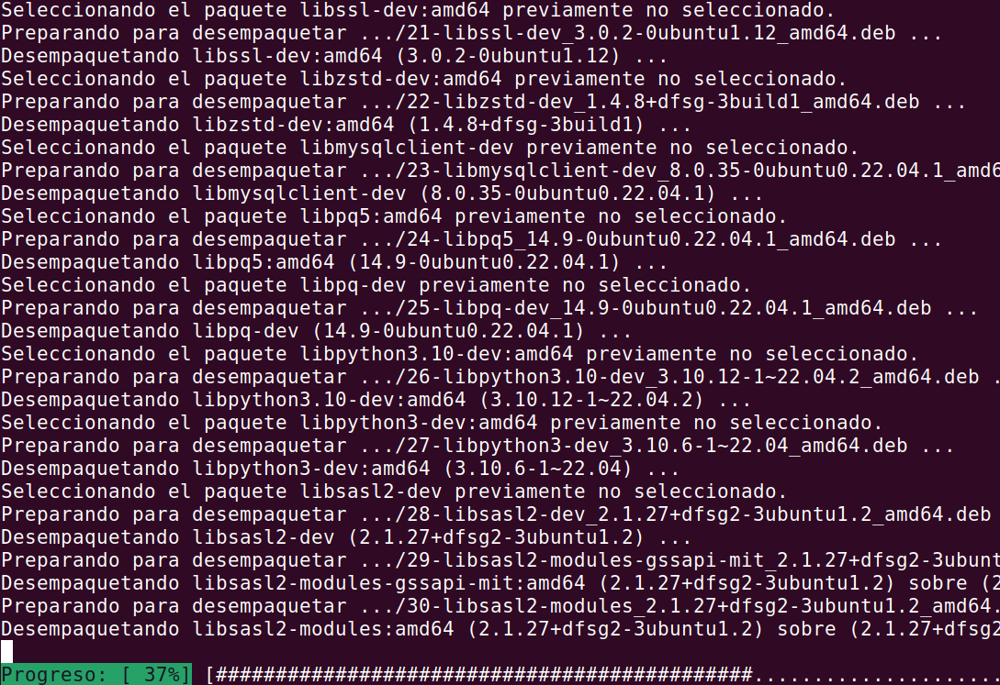 Seleccionando el paquete libssl-dev:amd64 previamente no seleccionado.
Preparando para desempaquetar .../21-libssl-dev_3.0.2-0ubuntu1.12_amd64.deb ...
Desempaquetando libssl-dev:amd64 (3.0.2-0ubuntu1.12) ...
Seleccionando el paquete libzstd-dev:amd64 previamente no seleccionado.
Preparando para desempaquetar .../22-libzstd-dev_1.4.8+dfsg-3build1_amd64.deb ...
Desempaquetando libzstd-dev:amd64 (1.4.8+dfsg-3build1) ...
Seleccionando el paquete libmysqlclient-dev previamente no seleccionado.
Preparando para desempaquetar .../23-libmysqlclient-dev_8.0.35-0ubuntu0.22.04.1_amd6
Desempaquetando libmysqlclient-dev (8.0.35-0ubuntu0.22.04.1) ...
Seleccionando el paquete libpq5:amd64 previamente no seleccionado.
Preparando para desempaquetar .../24-libpq5_14.9-0ubuntu0.22.04.1_amd64.deb ...
Desempaquetando libpq5:amd64 (14.9-0ubuntu0.22.04.1) ...
Seleccionando el paquete libpq-dev previamente no seleccionado.
Preparando para desempaquetar .../25-libpq-dev_14.9-0ubuntu0.22.04.1_amd64.deb ...
Desempaquetando libpq-dev (14.9-0ubuntu0.22.04.1) ...
Seleccionando el paquete libpython3.10-dev:amd64 previamente no seleccionado.
Preparando para desempaquetar .../26-libpython3.10-dev_3.10.12-1~22.04.2_amd64.deb .
Desempaquetando libpython3.10-dev:amd64 (3.10.12-1~22.04.2) ...
Seleccionando el paquete libpython3-dev:amd64 previamente no seleccionado.
Preparando para desempaquetar .../27-libpython3-dev_3.10.6-1~22.04_amd64.deb ...
Desempaquetando libpython3-dev:amd64 (3.10.6-1~22.04) ...
Seleccionando el paquete libsasl2-dev previamente no seleccionado.
Preparando para desempaquetar .../28-libsasl2-dev_2.1.27+dfsg2-3ubuntu1.2_amd64.deb
Desempaquetando libsasl2-dev (2.1.27+dfsg2-3ubuntu1.2) ...
Preparando para desempaquetar .../29-libsasl2-modules-gssapi-mit_2.1.27+dfsg2-3ubunt
Desempaquetando libsasl2-modules-gssapi-mit:amd64 (2.1.27+dfsg2-3ubuntu1.2) sobre (2
Preparando para desempaquetar .../30-libsasl2-modules_2.1.27+dfsg2-3ubuntu1.2_amd64.
Desempaquetando libsasl2-modules:amd64 (2.1.27+dfsg2-3ubuntu1.2) sobre (2.1.27+dfsg2
Progreso: [ 37%] [#############################################.....................